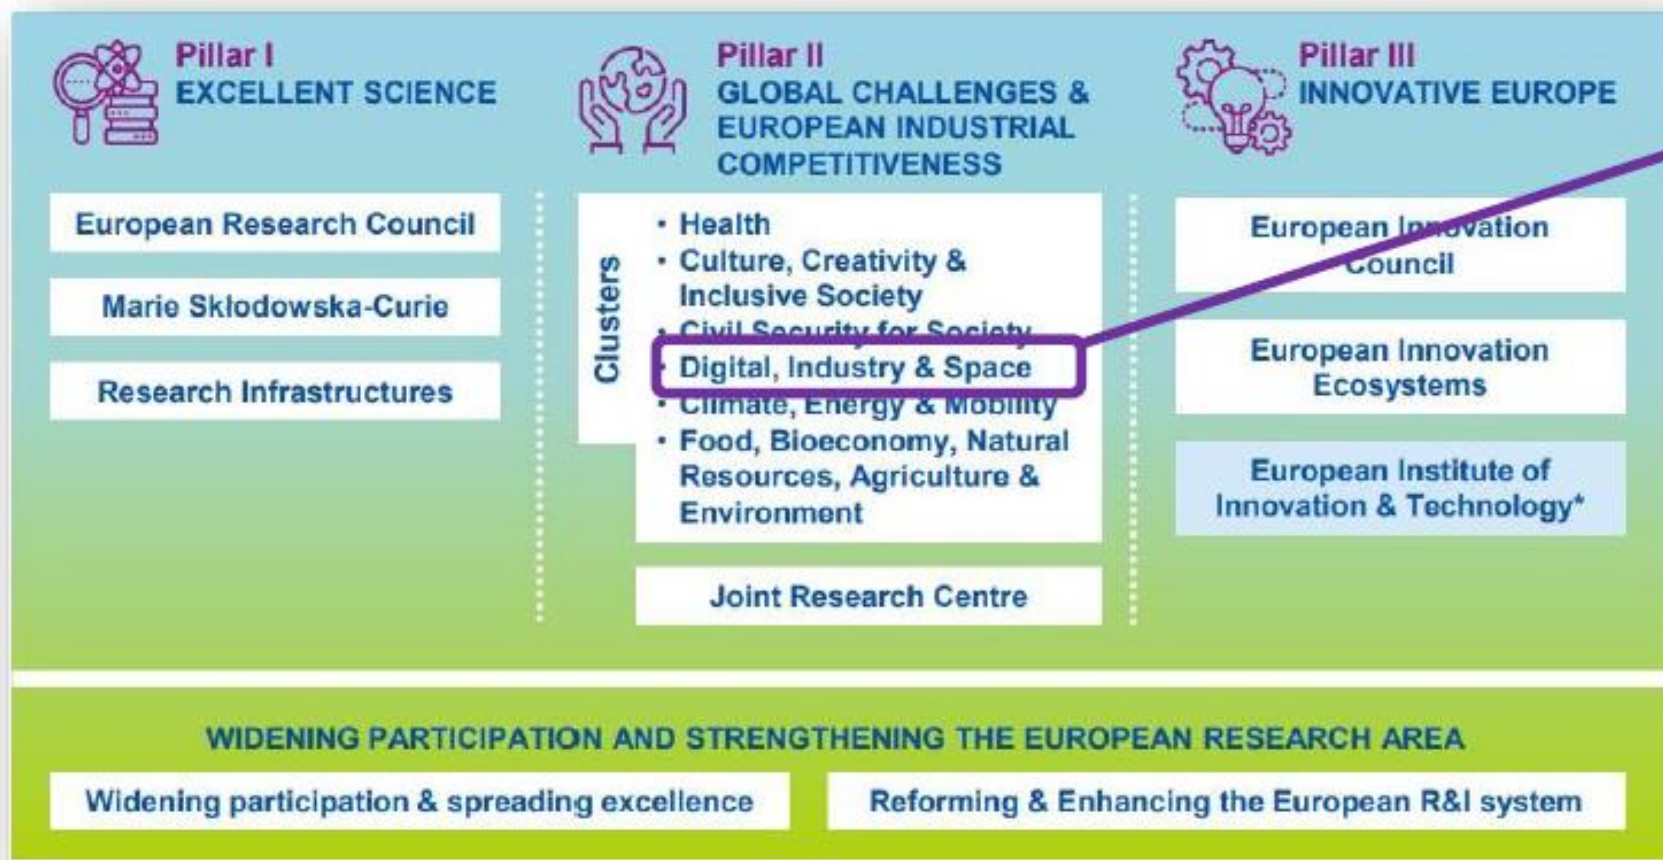 Pillar I
EXCELLENT SCIENCE
European Research Council
Marie Skłodowska-Curie
Research Infrastructures
Pillar II
GLOBAL CHALLENGES &
EUROPEAN INDUSTRIAL
COMPETITIVENESS
Clusters
• Health
• Culture, Creativity &
Inclusive Society
• Civil Security for Society
• Digital, Industry & Space
• Climate, Energy & Mobility
• Food, Bioeconomy, Natural
Resources, Agriculture &
Environment
Joint Research Centre
Pillar III
INNOVATIVE EUROPE
European Innovation
Council
European Innovation
Ecosystems
European Institute of
Innovation & Technology*
WIDENING PARTICIPATION AND STRENGTHENING THE EUROPEAN RESEARCH AREA
Widening participation & spreading excellence
Reforming & Enhancing the European R&I system